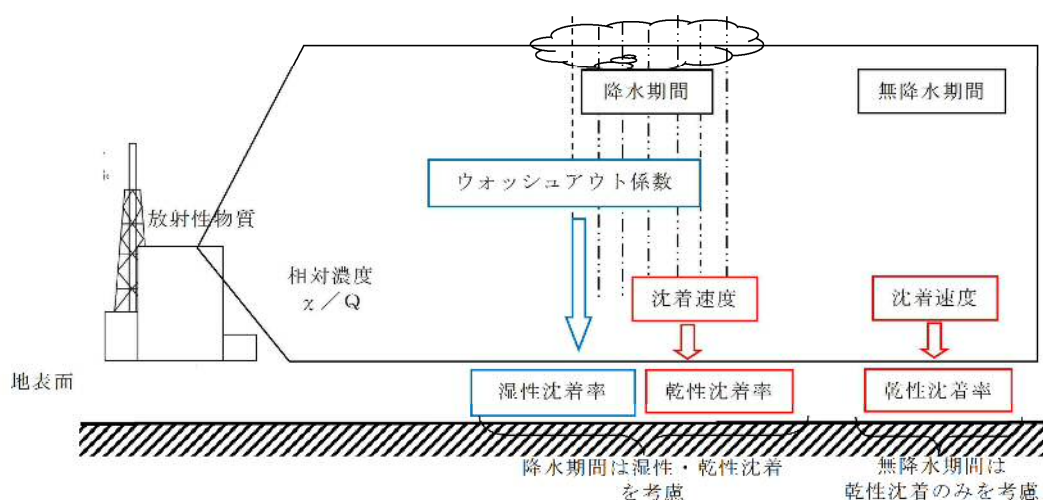 降水期間
無降水期間
ウォッシュアウト係数
放射性物質
相対濃度
χ／Q
沈着速度
沈着速度
地表面
湿性沈着率
乾性沈着率
乾性沈着率
降水期間は湿性・乾性沈着
を考慮
無降水期間は
乾性沈着のみを考慮